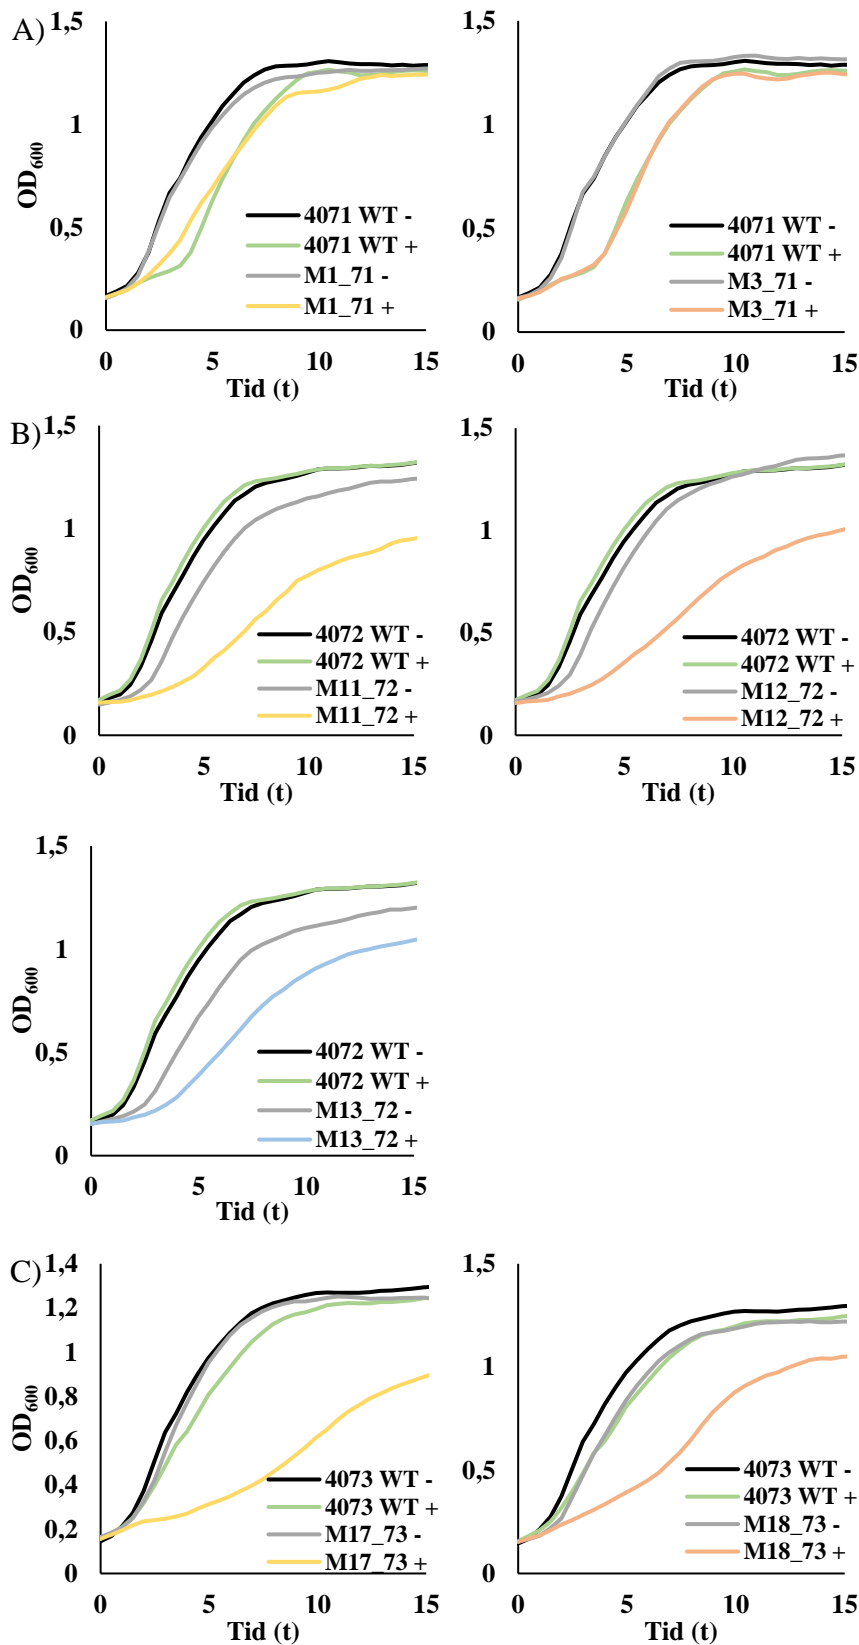 A)
1,5
1
0,5
0
OD600
4071 WT -
4071 WT +
M1_71 -
M1_71 +
0 5 10 15
Tid (t)
1,5
1
0,5
0
4071 WT -
4071 WT +
M3_71 -
M3_71 +
0 5 10 15
Tid (t)
B)
1,5
1
0,5
0
OD600
4072 WT -
4072 WT +
M11_72 -
M11_72 +
0 5 10 15
Tid (t)
1,5
1
0,5
0
4072 WT -
4072 WT +
M12_72 -
M12_72 +
0 5 10 15
Tid (t)
1,5
1
0,5
0
OD600
4072 WT -
4072 WT +
M13_72 -
M13_72 +
0 5 10 15
Tid (t)
C)
1,4
1,2
1
0,8
0,6
0,4
0,2
0
OD600
4073 WT -
4073 WT +
M17_73 -
M17_73 +
0 5 10 15
Tid (t)
1,5
1
0,5
0
4073 WT -
4073 WT +
M18_73 -
M18_73 +
0 5 10 15
Tid (t)